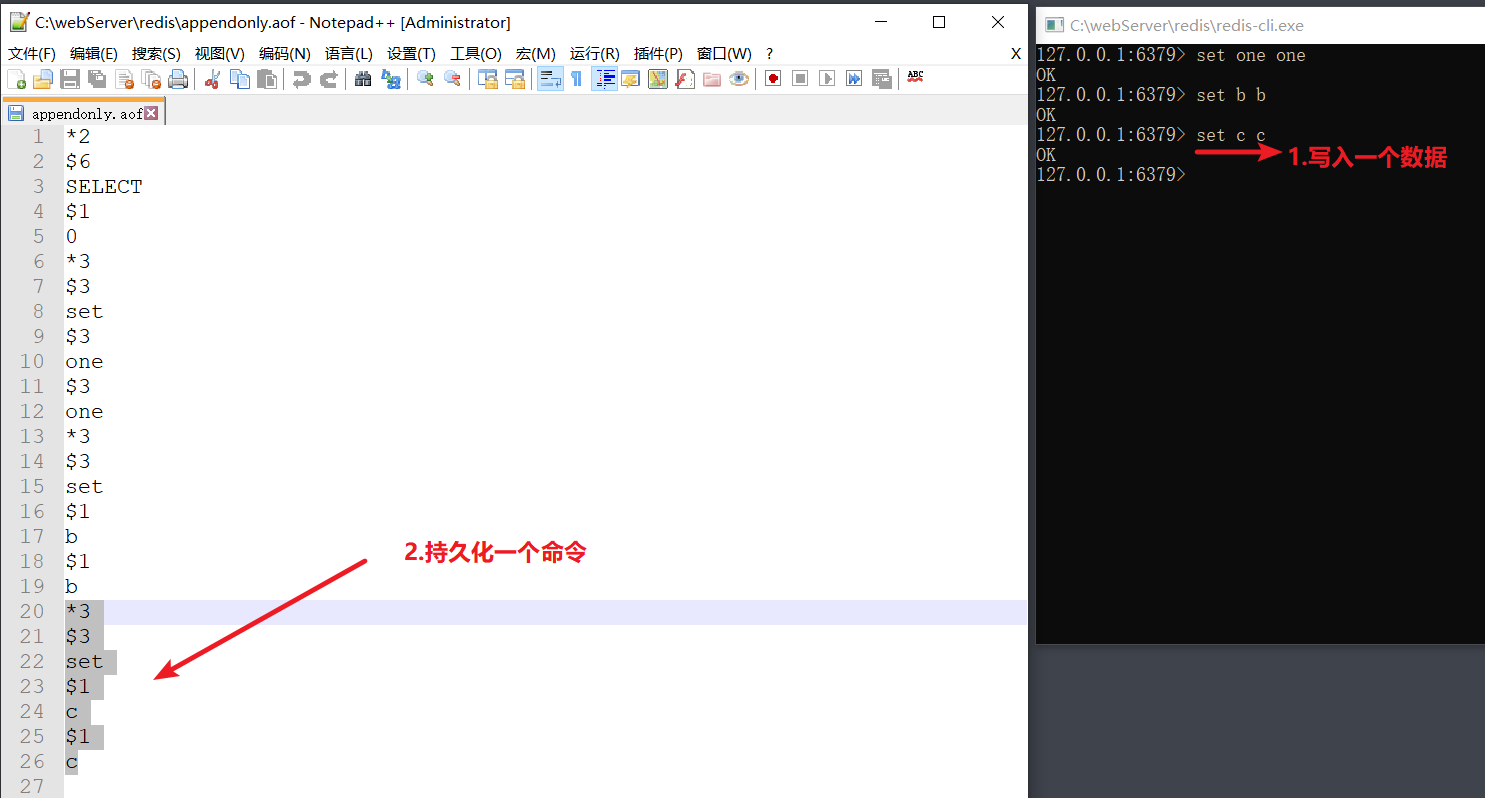 C:\webServer\redis\appendonly.aof - Notepad++ [Administrator]
文件(F) 编辑(E) 搜索(S) 视图(V) 编码(N) 语言(L) 设置(T) 工具(O) 宏(M) 运行(R) 插件(P) 窗口(W) ? X
ABC
appendonly.aof
1 *2
2 $6
3 SELECT
4 $1
5 0
6 *3
7 $3
8 set
9 $3
10 one
11 $3
12 one
13 *3
14 $3
15 set
16 $1
17 b
18 $1
19 b
20 *3
21 $3
22 set
23 $1
24 c
25 $1
26 c
27
2.持久化一个命令
C:\webServer\redis\redis-cli.exe
127.0.0.1:6379> set one one
OK
127.0.0.1:6379> set b b
OK
127.0.0.1:6379> set c c
OK
127.0.0.1:6379>
1.写入一个数据